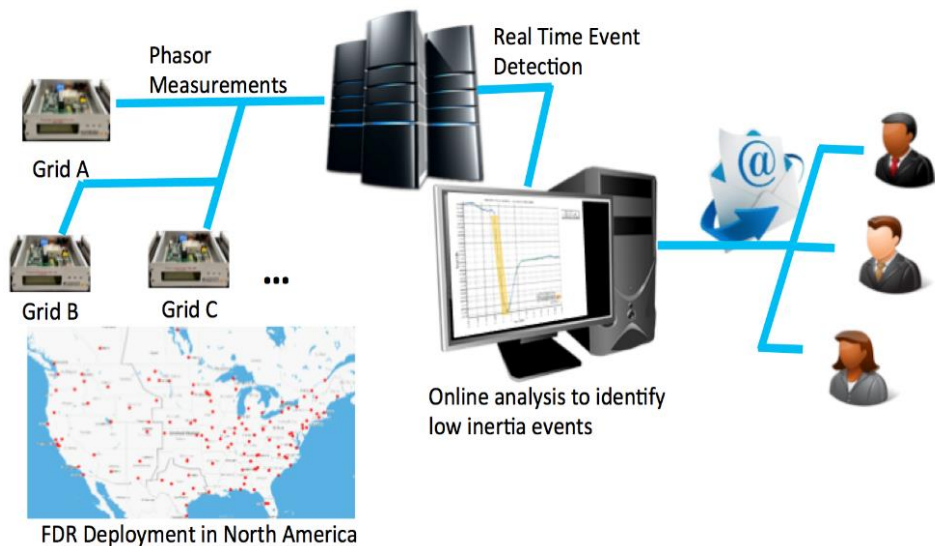 Phasor
Measurements
Real Time Event
Detection
Grid A
Grid B
Grid C
...
@
Online analysis to identify
low inertia events
FDR Deployment in North America